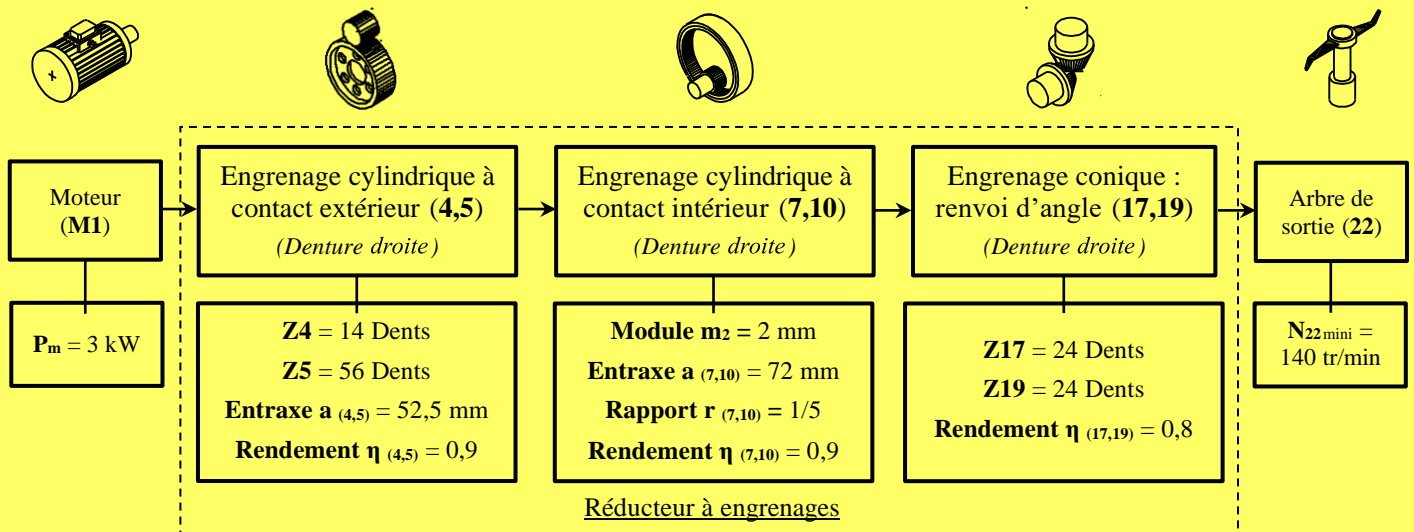 Moteur
(M1)
Engrenage cylindrique à
contact extérieur (4,5)
(Denture droite)
Engrenage cylindrique à
contact intérieur (7,10)
(Denture droite)
Engrenage conique :
renvoi d'angle (17,19)
(Denture droite)
Arbre de
sortie (22)
Pm = 3 kW
Z4 = 14 Dents
Z5 = 56 Dents
Entraxe a (4,5) = 52,5 mm
Rendement η (4,5) = 0,9
Module m2 = 2 mm
Entraxe a (7,10) = 72 mm
Rapport r (7,10) = 1/5
Rendement η (7,10) = 0,9
Z17 = 24 Dents
Z19 = 24 Dents
Rendement η (17,19) = 0,8
N22 mini =
140 tr/min
Réducteur à engrenages